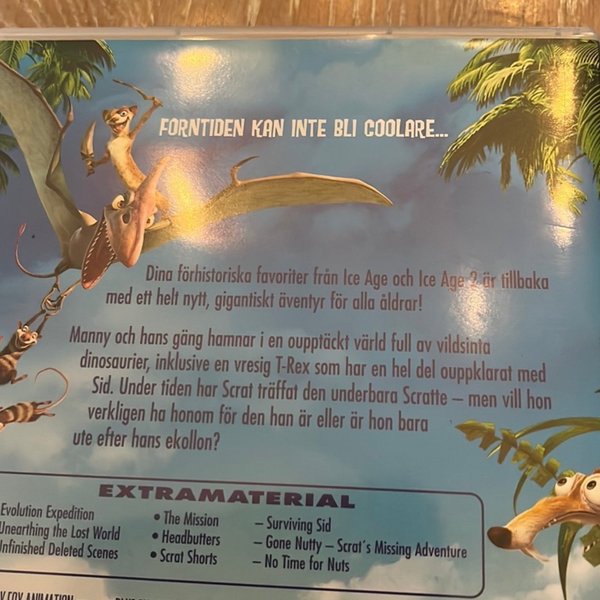 FORNTIDEN KAN INTE BLI COOLARE...
Dina förhistoriska favoriter från Ice Age och Ice Age 2 är tillbaka
med ett helt nytt, gigantiskt äventyr för alla åldrar!
Manny och hans gäng hamnar i en oupptäckt värld full av vildsinta
dinosaurier, inklusive en vresig T-Rex som har en hel del ouppklarat med
Sid. Under tiden har Scrat träffat den underbara Scratte – men vill hon
verkligen ha honom för den han är eller är hon bara
ute efter hans ekollon?
EXTRAMATERIAL
Evolution Expedition
Unearthing the Lost World
Unfinished Deleted Scenes
• The Mission
• Headbutters
• Scrat Shorts
– Surviving Sid
– Gone Nutty – Scrat´s Missing Adventure
– No Time for Nuts
FOX ANIMATION